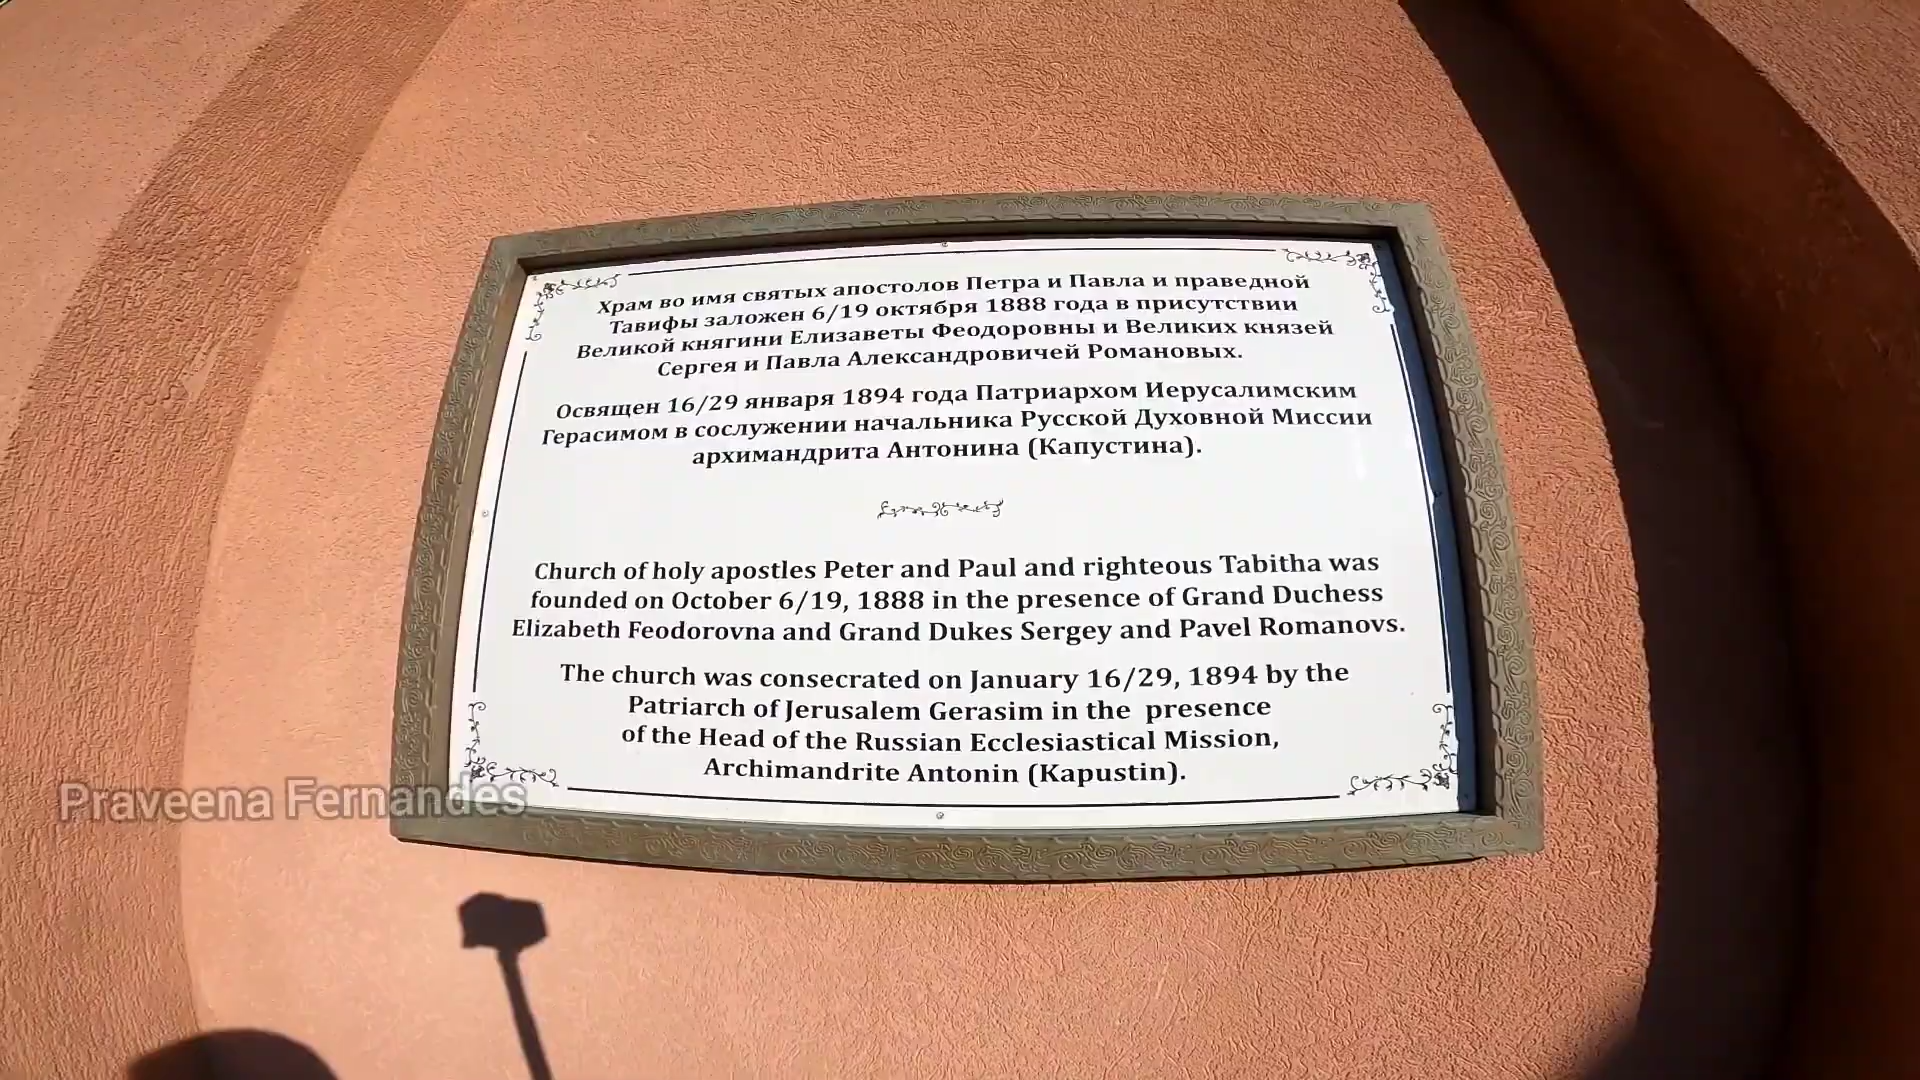 Храм во имя святых апостолов Петра и Павла и праведной
Тавифы заложен 6/19 октября 1888 года в присутствии
Великой княгини Елизаветы Феодоровны и Великих князей
Сергея и Павла Александровичей Романовых.
Освящен 16/29 января 1894 года Патриархом Иерусалимским
Герасимом в сослужении начальника Русской Духовной Миссии
архимандрита Антонина (Капустина).
Church of holy apostles Peter and Paul and righteous Tabitha was
founded on October 6/19, 1888 in the presence of Grand Duchess
Elizabeth Feodorovna and Grand Dukes Sergey and Pavel Romanovs.
The church was consecrated on January 16/29, 1894 by the
Patriarch of Jerusalem Gerasim in the presence
of the Head of the Russian Ecclesiastical Mission,
Archimandrite Antonin (Kapustin).
Praveena Fernandes